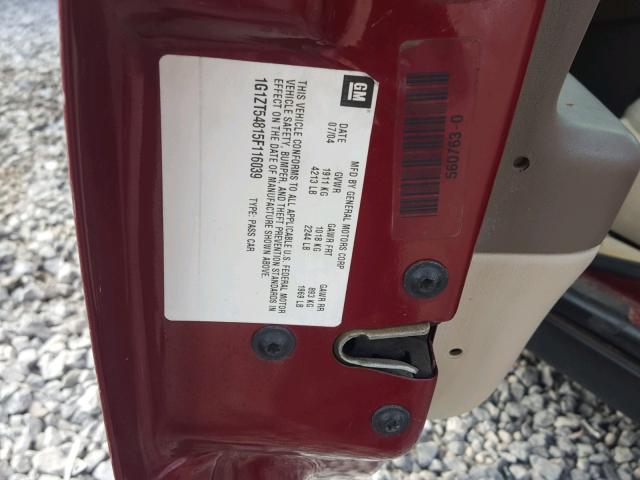 GM
MFD BY GENERAL MOTORS CORP
DATE GVWR GAWR FRT GAWR RR
07/04 1911 KG 1018 KG 893 KG
4213 LB 2244 LB 1969 LB
THIS VEHICLE CONFORMS TO ALL APPLICABLE U.S. FEDERAL MOTOR
VEHICLE SAFETY, BUMPER, AND THEFT PREVENTION STANDARDS IN
EFFECT ON THE DATE OF MANUFACTURE SHOWN ABOVE.
1G1ZT54815F116039 TYPE: PASS CAR
560763-0